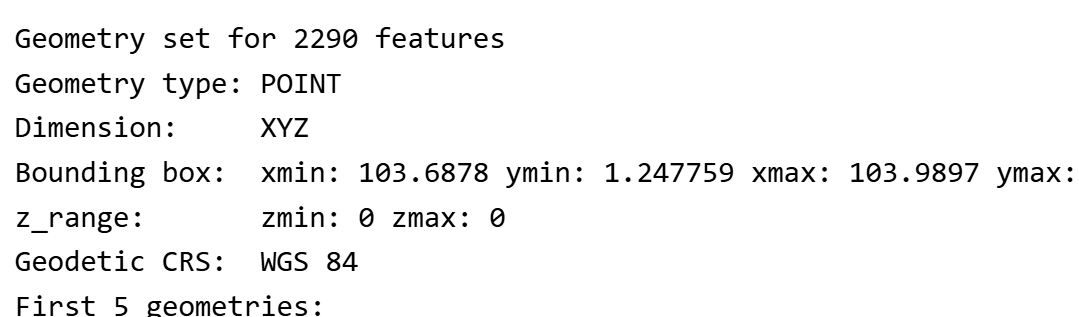 Geometry set for 2290 features
Geometry type: POINT
Dimension:     XYZ
Bounding box:  xmin: 103.6878 ymin: 1.247759 xmax: 103.9897 ymax:
z_range:       zmin: 0 zmax: 0
Geodetic CRS:  WGS 84
First 5 geometries: